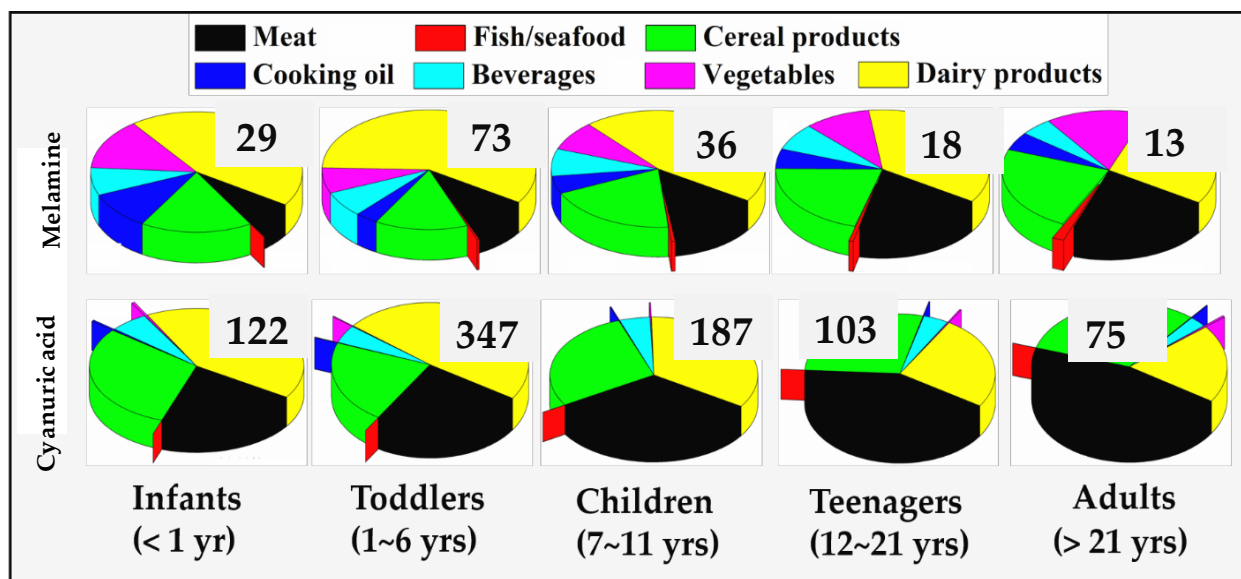 Meat Fish/seafood Cereal products
Cooking oil Beverages Vegetables Dairy products
Melamine
29 73 36 18 13
Cyanuric acid
122 347 187 103 75
Infants Toddlers Children Teenagers Adults
(< 1 yr) (1~6 yrs) (7~11 yrs) (12~21 yrs) (> 21 yrs)